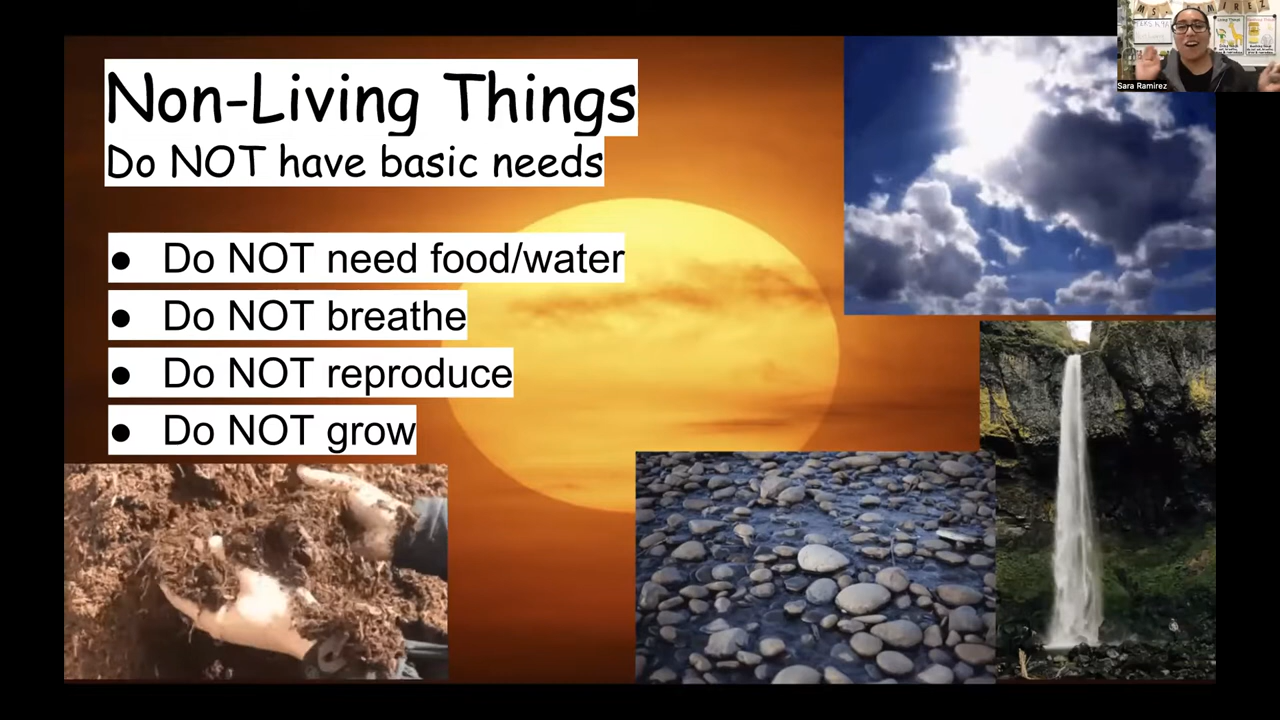 Non-Living Things
Do NOT have basic needs
● Do NOT need food/water
● Do NOT breathe
● Do NOT reproduce
● Do NOT grow
Sara Ramirez